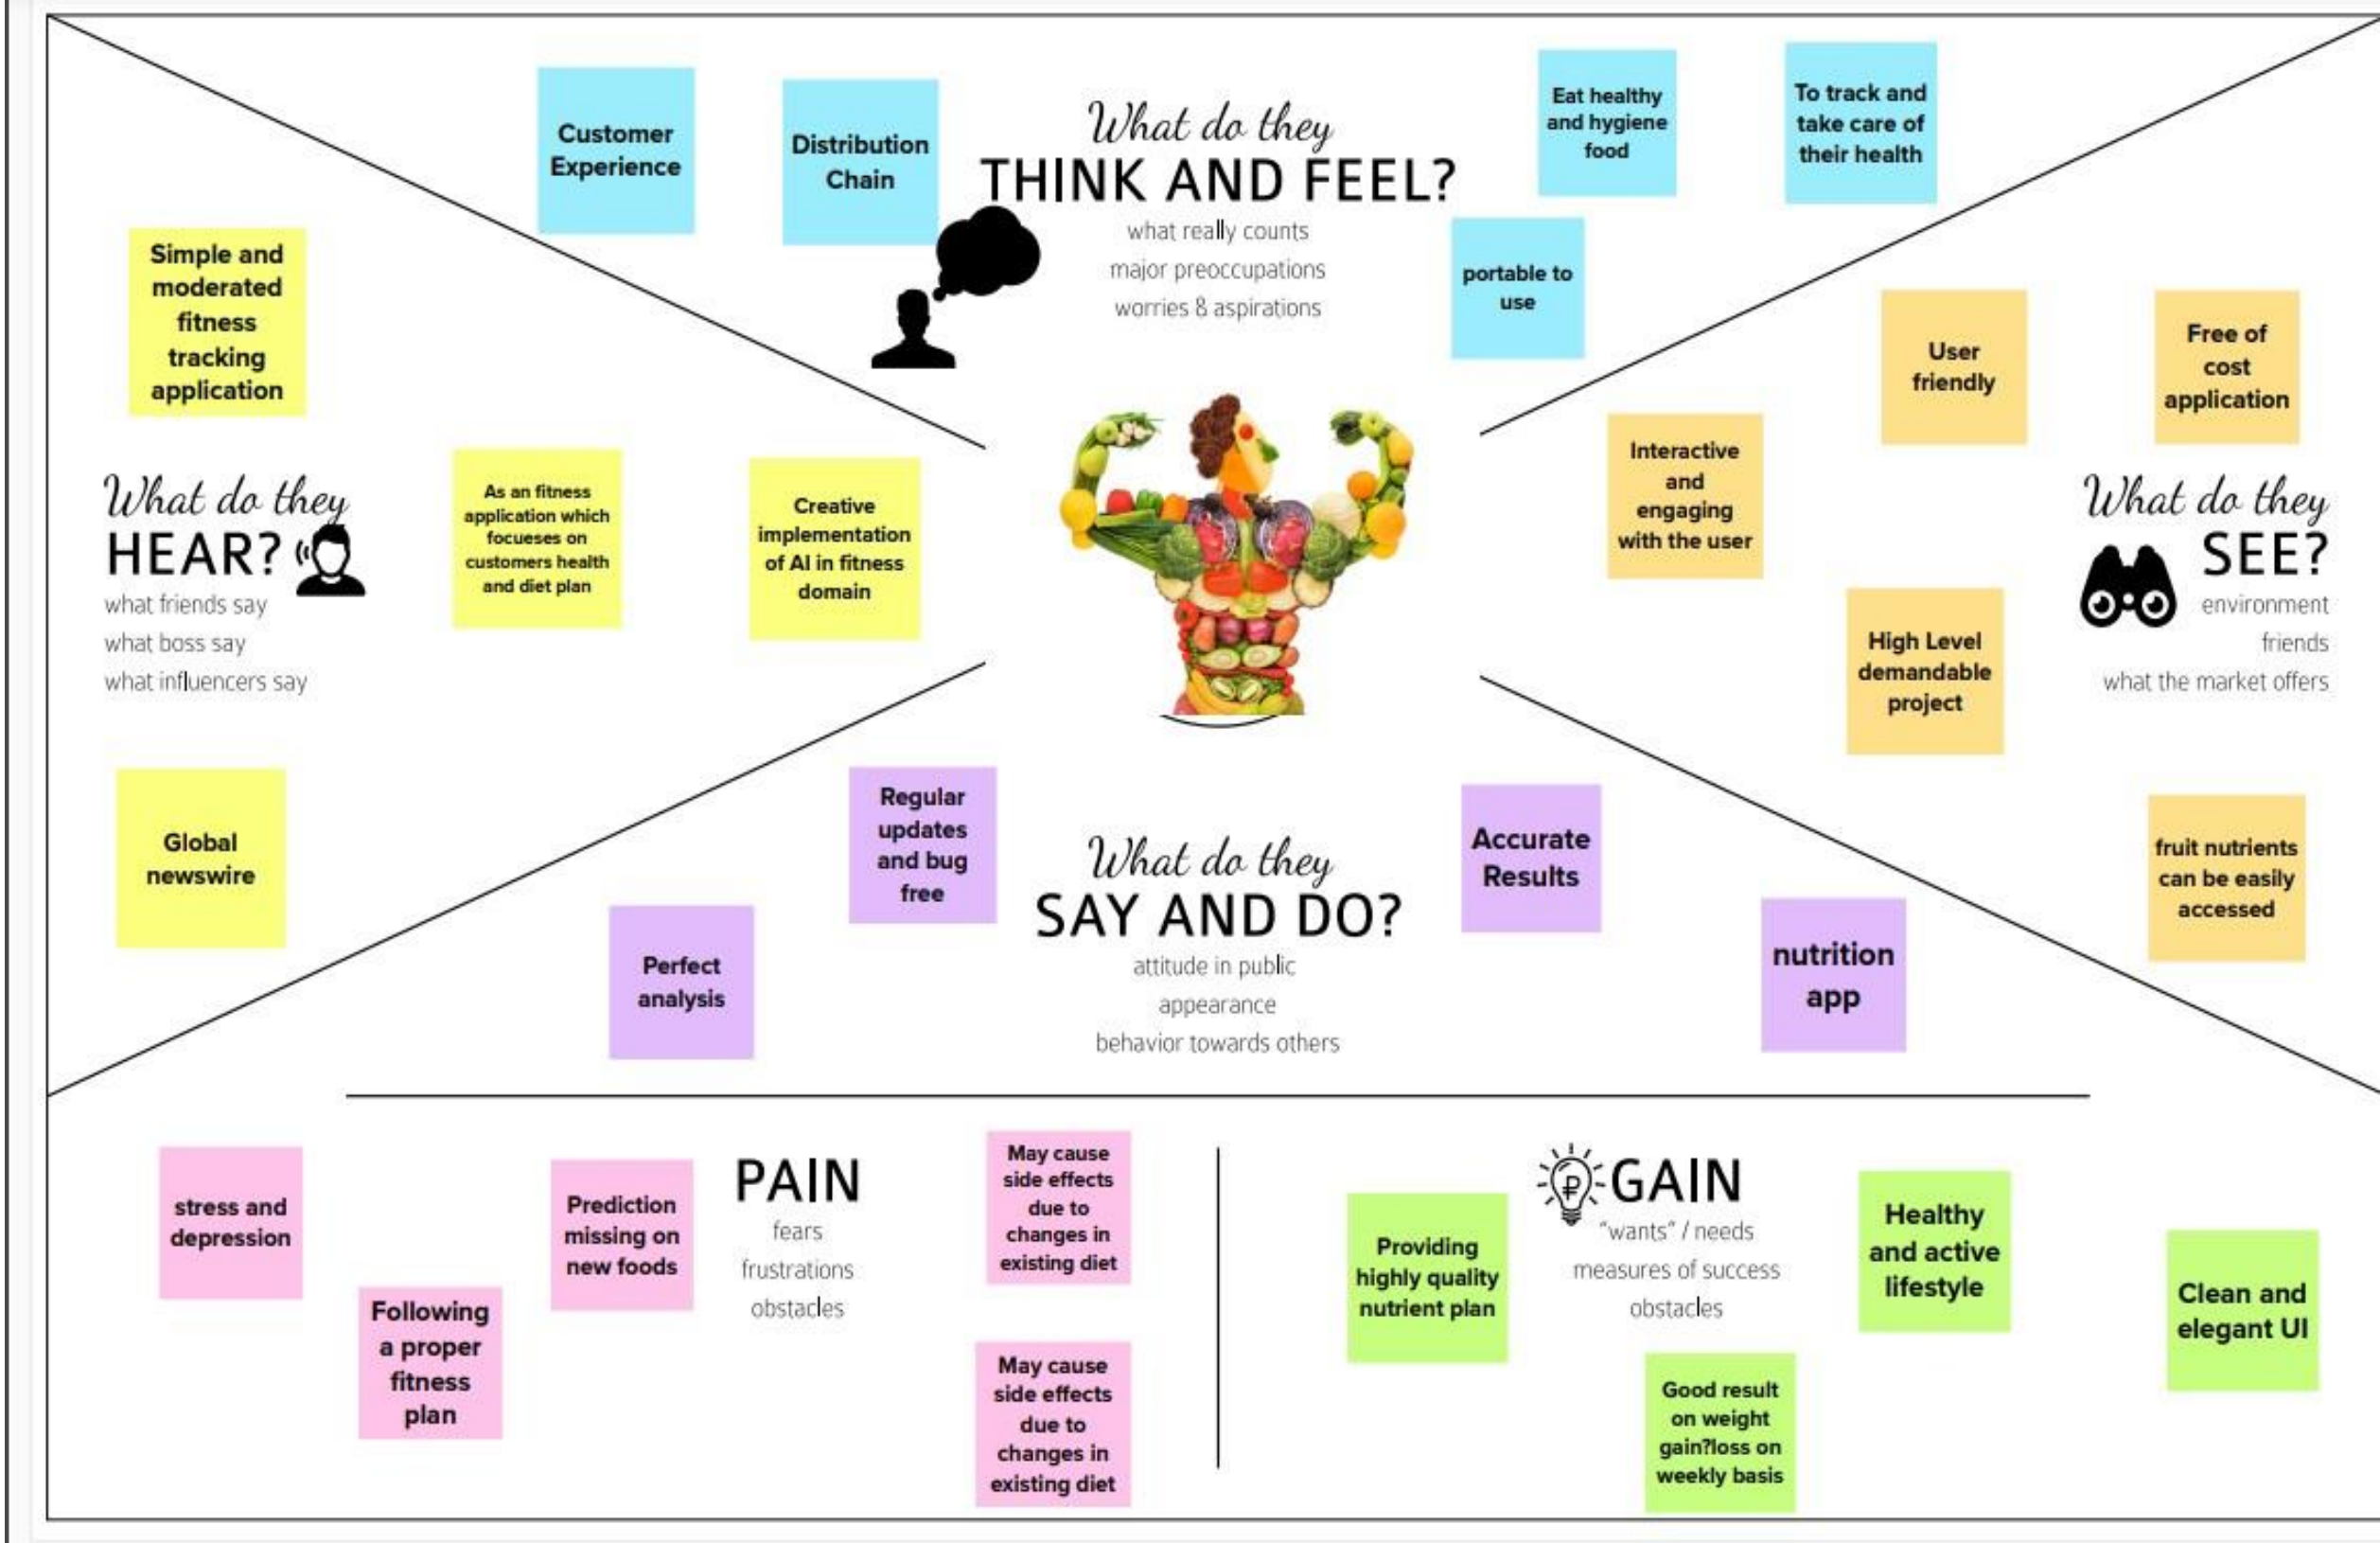 Customer
Experience
Distribution
Chain
What do they
THINK AND FEEL?
what really counts
major preoccupations
worries & aspirations
Eat healthy
and hygiene
food
To track and
take care of
their health
portable to
use
Simple and
moderated
fitness
tracking
application
What do they
HEAR?
what friends say
what boss say
what influencers say
As an fitness
application which
focueses on
customers health
and diet plan
Creative
implementation
of AI in fitness
domain
Global
newswire
User
friendly
Free of
cost
application
Interactive
and
engaging
with the user
What do they
SEE?
environment
friends
what the market offers
High Level
demandable
project
fruit nutrients
can be easily
accessed
Regular
updates
and bug
free
Perfect
analysis
What do they
SAY AND DO?
attitude in public
appearance
behavior towards others
Accurate
Results
nutrition
app
stress and
depression
Following
a proper
fitness
plan
Prediction
missing on
new foods
PAIN
fears
frustrations
obstacles
May cause
side effects
due to
changes in
existing diet
May cause
side effects
due to
changes in
existing diet
Providing
highly quality
nutrient plan
GAIN
"wants" / needs
measures of success
obstacles
Good result
on weight
gain?loss on
weekly basis
Healthy
and active
lifestyle
Clean and
elegant UI